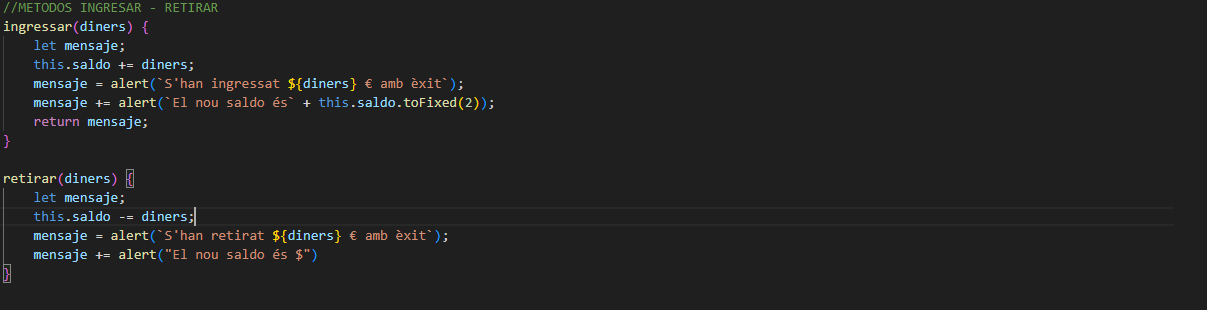 //METODOS INGRESAR - RETIRAR
ingressar(diners) {
let mensaje;
this.saldo += diners;
mensaje = alert(`S'han ingressat ${diners} € amb èxit`);
mensaje += alert(`El nou saldo és` + this.saldo.toFixed(2));
return mensaje;
}
retirar(diners) {
let mensaje;
this.saldo -= diners;
mensaje = alert(`S'han retirat ${diners} € amb èxit`);
mensaje += alert("El nou saldo és $")
}